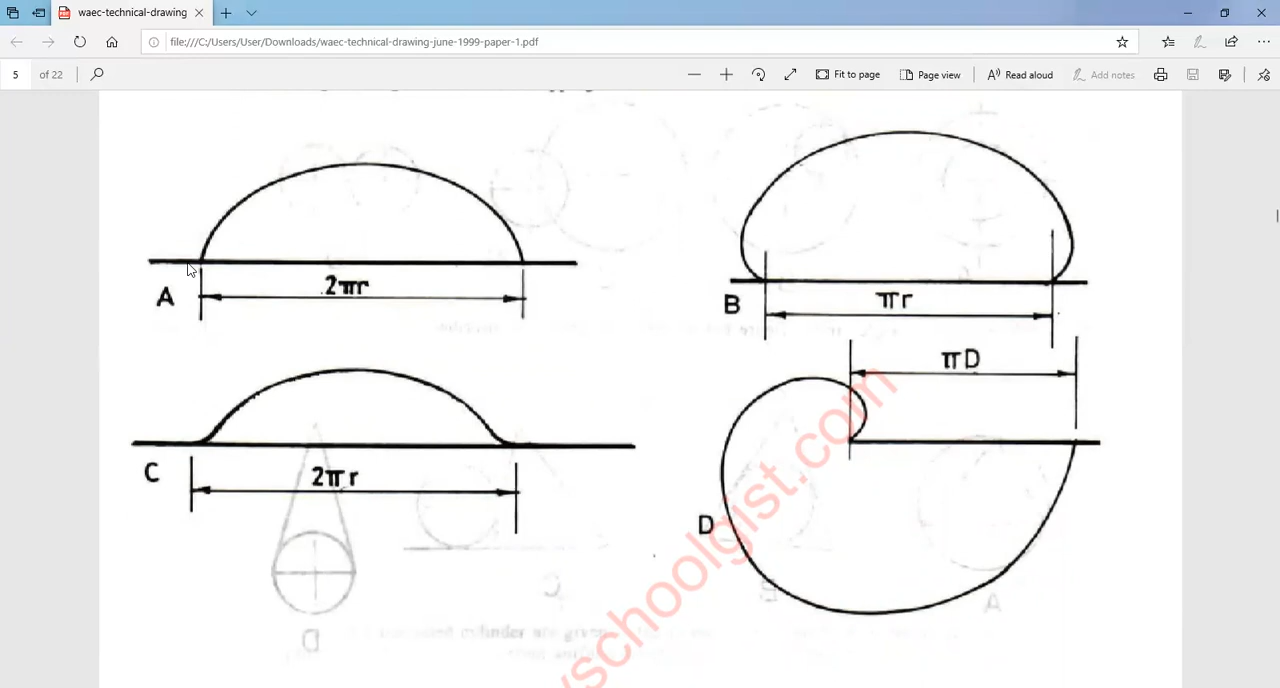 waec-technical-drawing
file:///C:/Users/User/Downloads/waec-technical-drawing-june-1999-paper-1.pdf
5 of 22
Fit to page
Page view
Read aloud
Add notes
2πr
A
πr
B
πD
2πr
C
D
yschoolgist.com